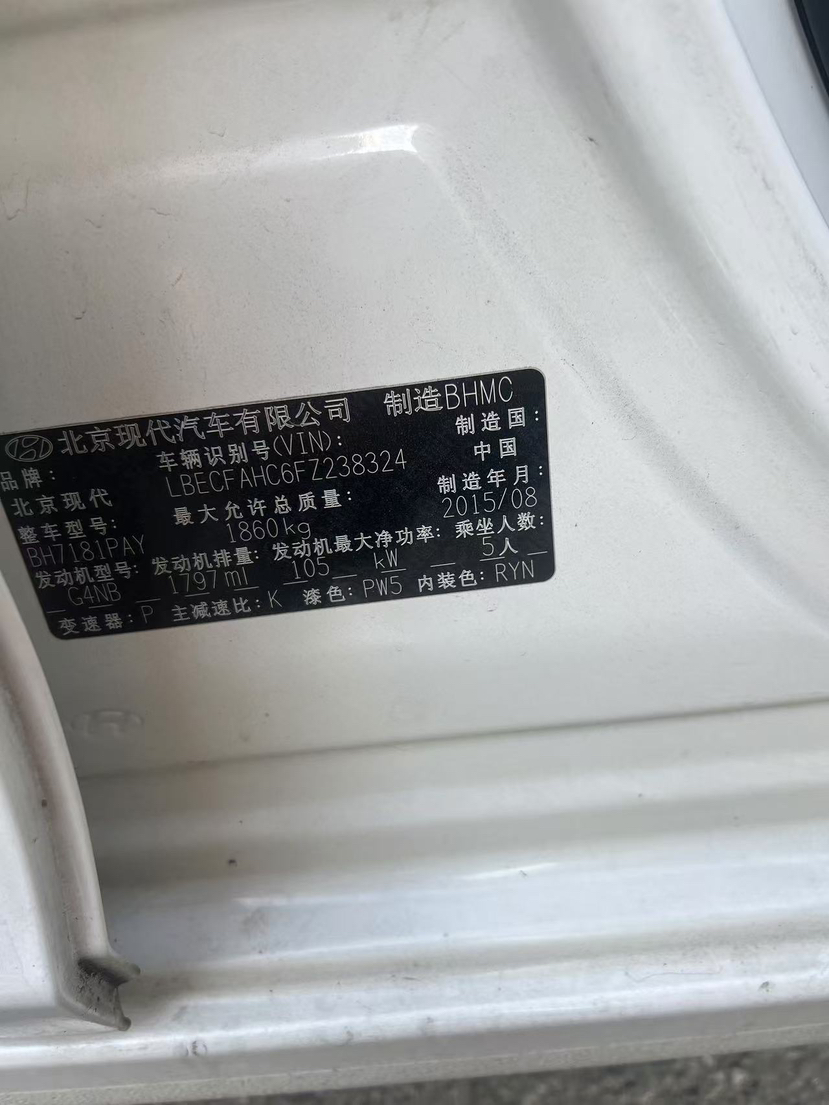 北京现代汽车有限公司 制造BHMC
品牌: 车辆识别号(VIN): 制造国:
北京现代 LBECFAHC6FZ238324 中国
整车型号: 最大允许总质量: 制造年月:
BH7181PAY 1860kg 2015/08
发动机型号: 发动机排量: 发动机最大净功率: 乘坐人数:
G4NB 1797ml 105 kW 5人
变速器: P 主减速比: K 漆色: PW5 内装色: RYN